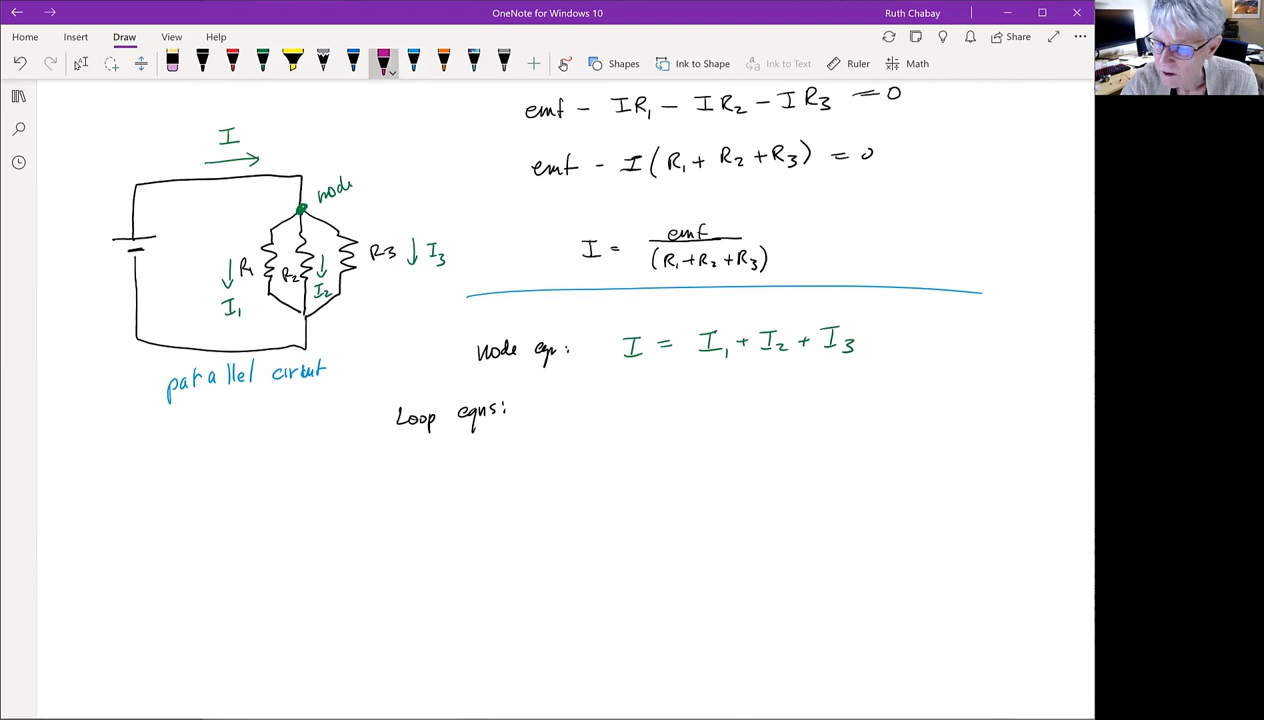 OneNote for Windows 10
Ruth Chabay
Home Insert Draw View Help
Share
Shapes Ink to Shape Ink to Text Ruler Math
emf - IR1 - IR2 - IR3 = 0
emf - I(R1 + R2 + R3) = 0
I = emf
(R1+R2+R3)
I
node
R1 R2 R3 I3
I1 I2
parallel circuit
node eqn: I = I1 + I2 + I3
Loop eqns: